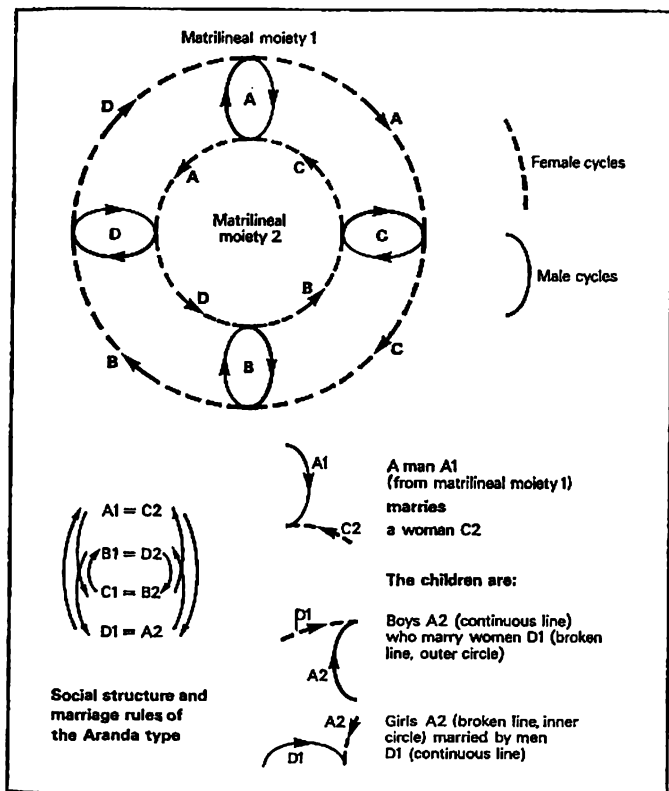 Matrilineal moiety 1
D
A
A
A
C
Female cycles
D
Matrilineal
moiety 2
C
D
B
Male cycles
B
B
C
A1
A man A1
(from matrilineal moiety 1)
marries
a woman C2
C2
A1 = C2
B1 = D2
C1 = B2
D1 = A2
The children are:
D1
Boys A2 (continuous line)
who marry women D1 (broken
line, outer circle)
A2
Social structure and
marriage rules of
the Aranda type
A2
Girls A2 (broken line, inner
circle) married by men
D1 (continuous line)
D1